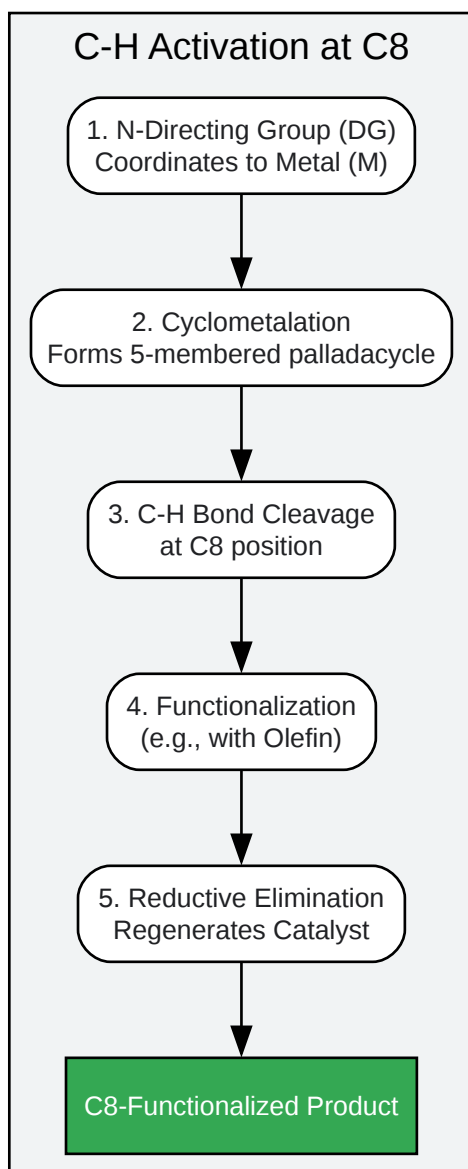 C-H Activation at C8
1. N-Directing Group (DG)
Coordinates to Metal (M)
2. Cyclometalation
Forms 5-membered palladacycle
3. C-H Bond Cleavage
at C8 position
4. Functionalization
(e.g., with Olefin)
5. Reductive Elimination
Regenerates Catalyst
C8-Functionalized Product